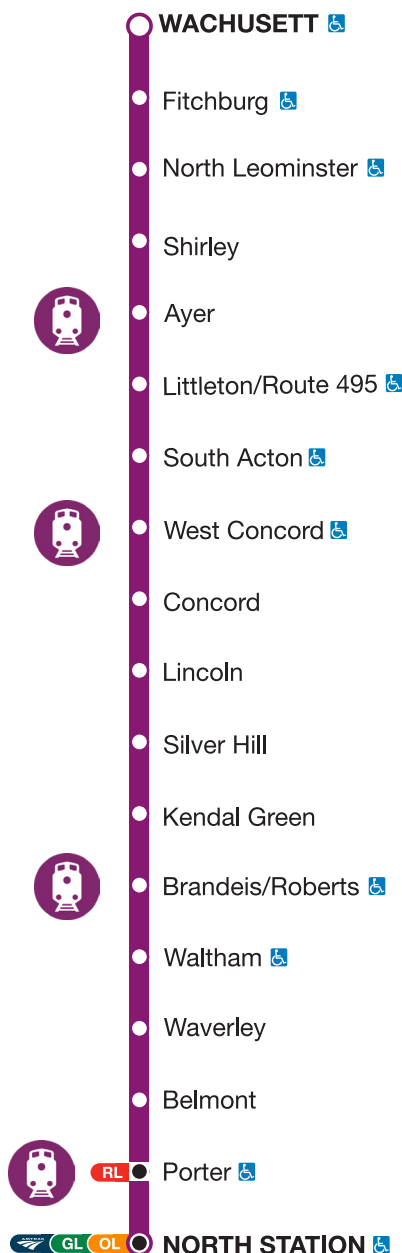 WACHUSETT
Fitchburg
North Leominster
Shirley
Ayer
Littleton/Route 495
South Acton
West Concord
Concord
Lincoln
Silver Hill
Kendal Green
Brandeis/Roberts
Waltham
Waverley
Belmont
RL Porter
AMTRAK GL OL NORTH STATION